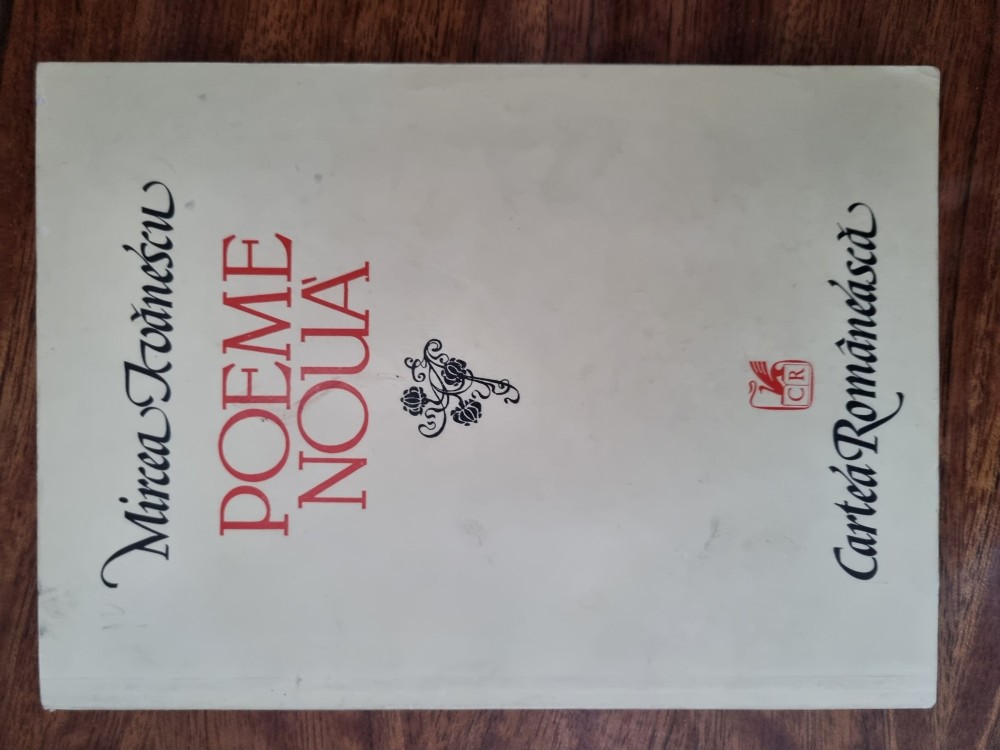 Mircea Ivănescu
POEME
NOUĂ
CR
Cartea Românească